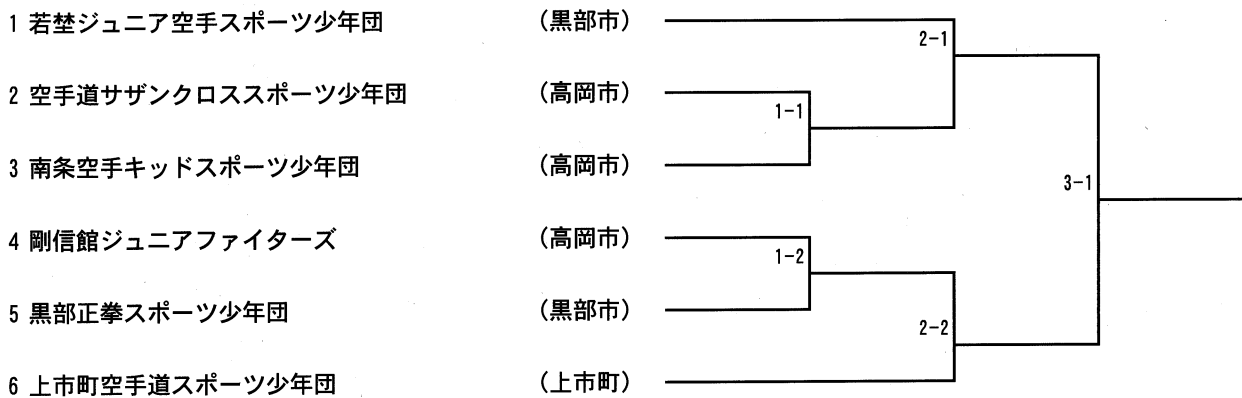 1 若埜ジュニア空手スポーツ少年団 (黒部市)
2-1
2 空手道サザンクロススポーツ少年団 (高岡市)
1-1
3 南条空手キッドスポーツ少年団 (高岡市)
3-1
4 剛信館ジュニアファイターズ (高岡市)
1-2
5 黒部正拳スポーツ少年団 (黒部市)
2-2
6 上市町空手道スポーツ少年団 (上市町)